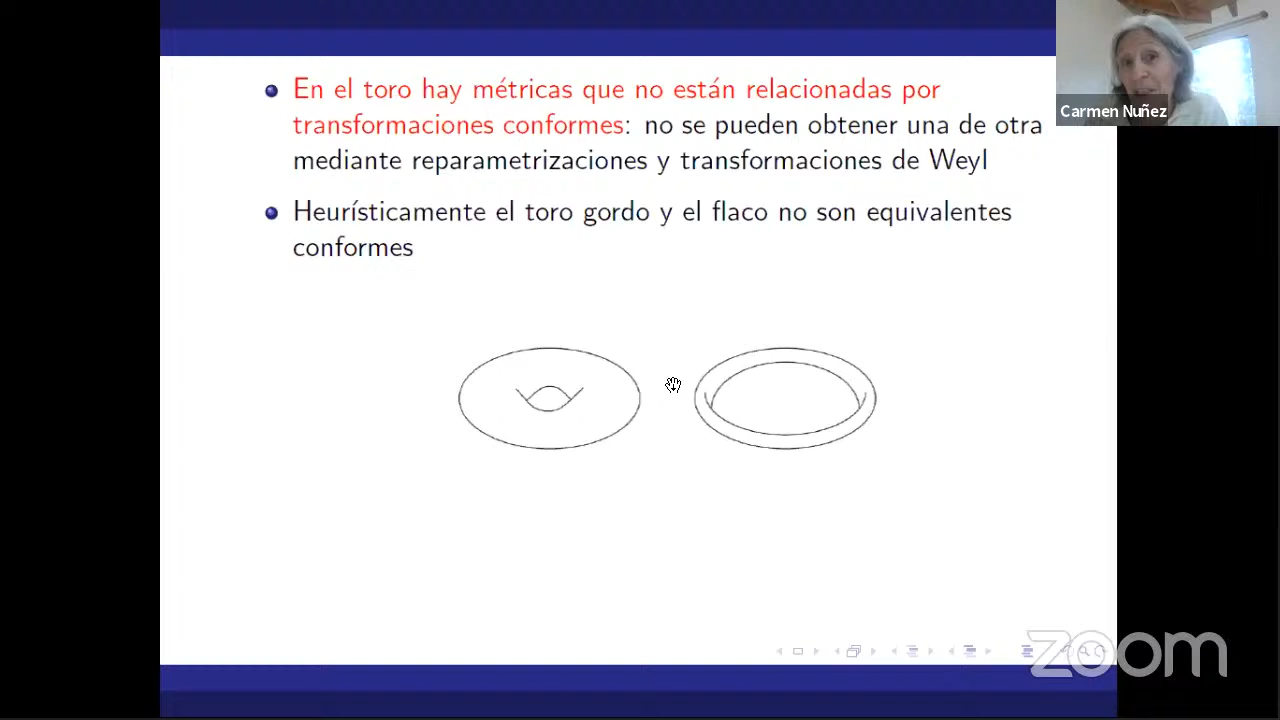 En el toro hay métricas que no están relacionadas por
transformaciones conformes: no se pueden obtener una de otra
mediante reparametrizaciones y transformaciones de Weyl
Heurísticamente el toro gordo y el flaco no son equivalentes
conformes
Carmen Nuñez
zoom